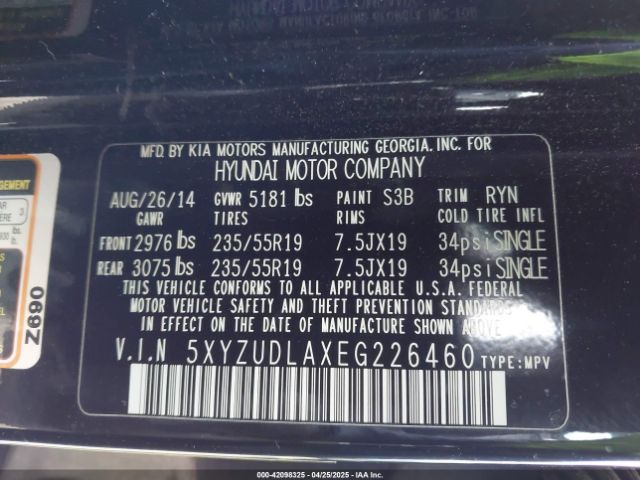 MFD. BY KIA MOTORS MANUFACTURING GEORGIA. INC. FOR
HYUNDAI MOTOR COMPANY
AUG/26/14 GVWR 5181 lbs PAINT S3B TRIM RYN
GAWR TIRES RIMS COLD TIRE INFL
FRONT 2976 lbs 235/55R19 7.5JX19 34psi SINGLE
REAR 3075 lbs 235/55R19 7.5JX19 34psi SINGLE
THIS VEHICLE CONFORMS TO ALL APPLICABLE U.S.A. FEDERAL
MOTOR VEHICLE SAFETY AND THEFT PREVENTION STANDARDS
IN EFFECT ON THE DATE OF MANUFACTURE SHOWN ABOVE.
V.I.N 5XYZUDLAXEG226460 TYPE:MPV
Z690
000-42098325 - 04/25/2025 - IAAI.com